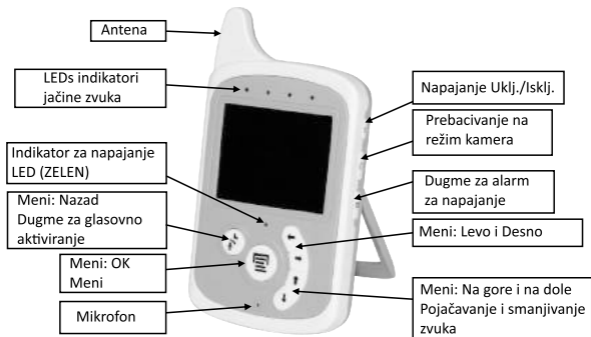 Antena
LEDs indikatori
jačine zvuka
Indikator za napajanje
LED (ZELEN)
Meni: Nazad
Dugme za glasovno
aktiviranje
Meni: OK
Meni
Mikrofon
Napajanje Uklj./Isklj.
Prebacivanje na
režim kamera
Dugme za alarm
za napajanje
Meni: Levo i Desno
Meni: Na gore i na dole
Pojačavanje i smanjivanje
zvuka